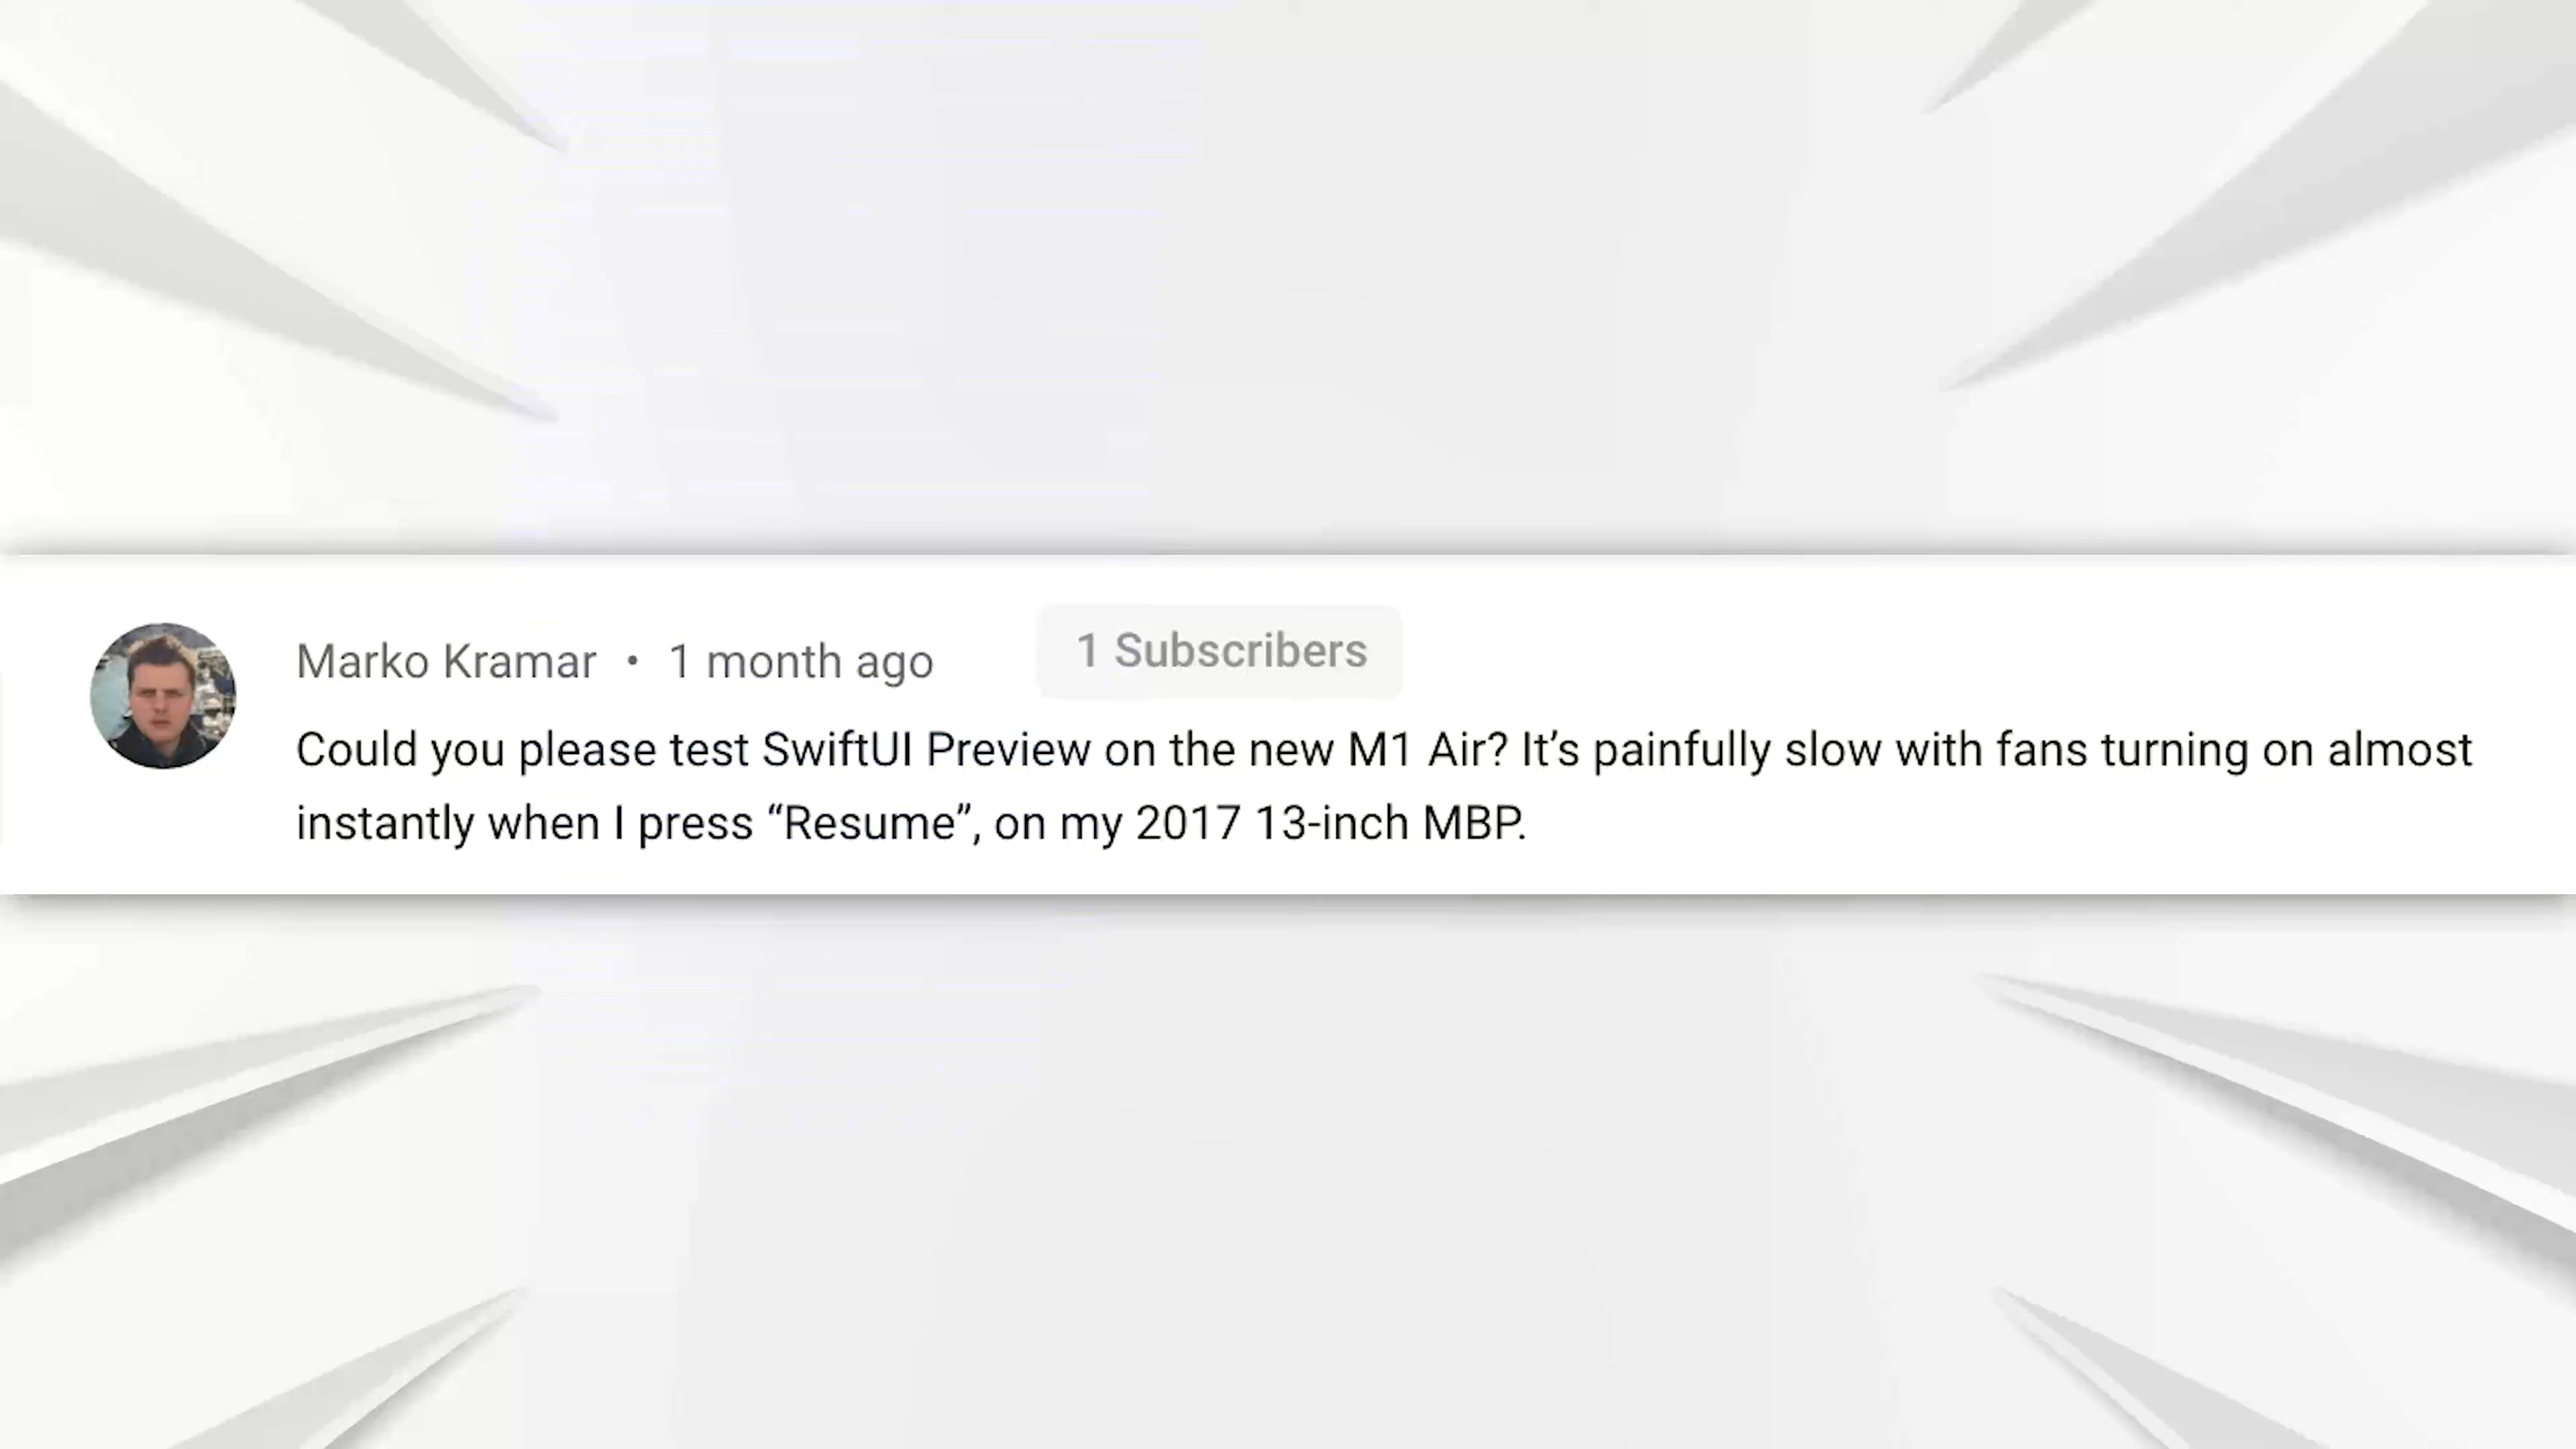 Marko Kramar • 1 month ago
1 Subscribers
Could you please test SwiftUI Preview on the new M1 Air? It’s painfully slow with fans turning on almost
instantly when I press “Resume”, on my 2017 13-inch MBP.